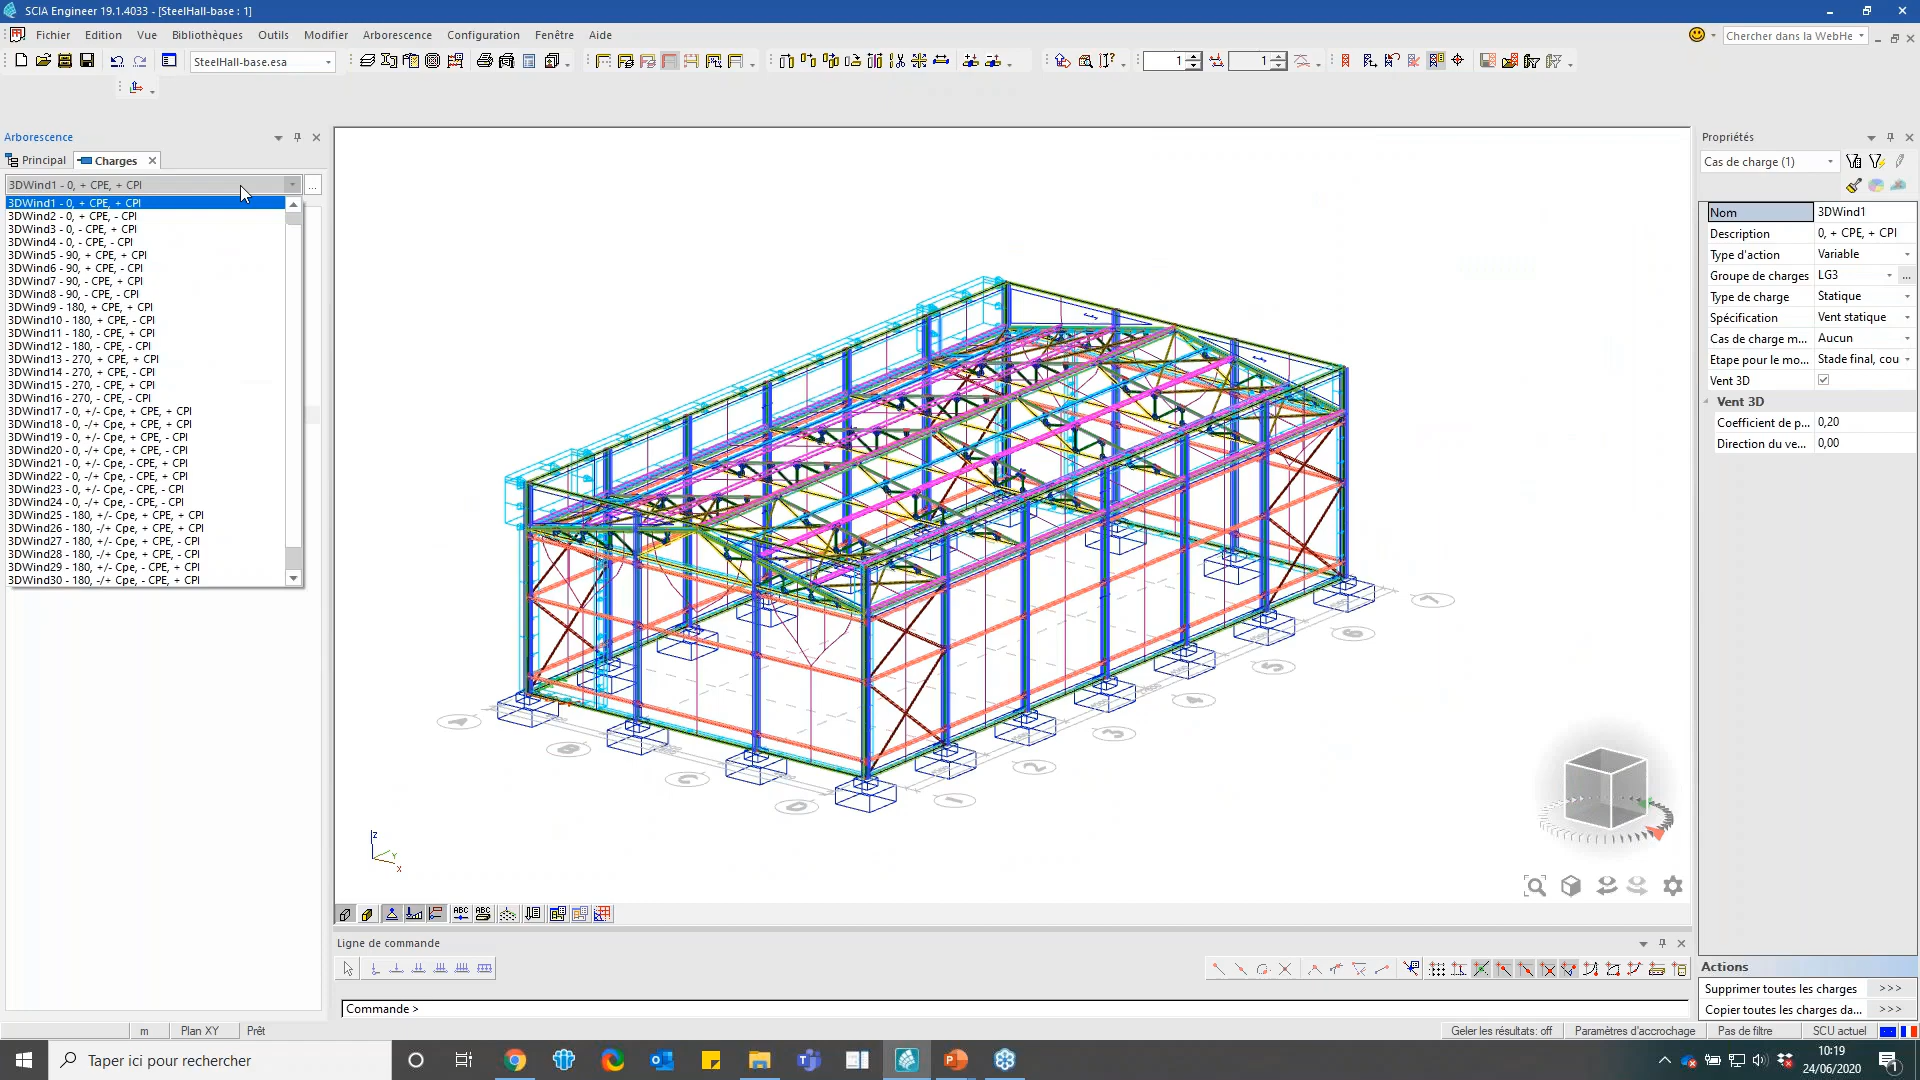 SCIA Engineer 19.1.4033 - [SteelHall-base : 1]
Fichier Edition Vue Bibliothèques Outils Modifier Arborescence Configuration Fenêtre Aide
Chercher dans la WebHe
SteelHall-base.esa
1
1
Arborescence
Principal
Charges
3DWind1 - 0, + CPE, + CPI
3DWind1 - 0, + CPE, + CPI
3DWind2 - 0, + CPE, - CPI
3DWind3 - 0, - CPE, + CPI
3DWind4 - 0, - CPE, - CPI
3DWind5 - 90, + CPE, + CPI
3DWind6 - 90, + CPE, - CPI
3DWind7 - 90, - CPE, + CPI
3DWind8 - 90, - CPE, - CPI
3DWind9 - 180, + CPE, + CPI
3DWind10 - 180, + CPE, - CPI
3DWind11 - 180, - CPE, + CPI
3DWind12 - 180, - CPE, - CPI
3DWind13 - 270, + CPE, + CPI
3DWind14 - 270, + CPE, - CPI
3DWind15 - 270, - CPE, + CPI
3DWind16 - 270, - CPE, - CPI
3DWind17 - 0, +/- Cpe, + CPE, + CPI
3DWind18 - 0, -/+ Cpe, + CPE, + CPI
3DWind19 - 0, +/- Cpe, + CPE, - CPI
3DWind20 - 0, -/+ Cpe, + CPE, - CPI
3DWind21 - 0, +/- Cpe, - CPE, + CPI
3DWind22 - 0, -/+ Cpe, - CPE, + CPI
3DWind23 - 0, +/- Cpe, - CPE, - CPI
3DWind24 - 0, -/+ Cpe, - CPE, - CPI
3DWind25 - 180, +/- Cpe, + CPE, + CPI
3DWind26 - 180, -/+ Cpe, + CPE, + CPI
3DWind27 - 180, +/- Cpe, + CPE, - CPI
3DWind28 - 180, -/+ Cpe, + CPE, - CPI
3DWind29 - 180, +/- Cpe, - CPE, + CPI
3DWind30 - 180, -/+ Cpe, - CPE, + CPI
A
B
C
D
1
2
3
4
5
6
7
Z
Y
X
Propriétés
Cas de charge (1)
Nom 3DWind1
Description 0, + CPE, + CPI
Type d'action Variable
Groupe de charges LG3 ...
Type de charge Statique
Spécification Vent statique
Cas de charge m... Aucun
Etape pour le mo... Stade final, cou
Vent 3D
Vent 3D
Coefficient de p... 0,20
Direction du ve... 0,00
Actions
Supprimer toutes les charges >>>
Copier toutes les charges da... >>>
Ligne de commande
Commande >
m Plan XY Prêt
Geler les résultats: off Paramètres d'accrochage Pas de filtre SCU actuel
Taper ici pour rechercher
10:19
24/06/2020